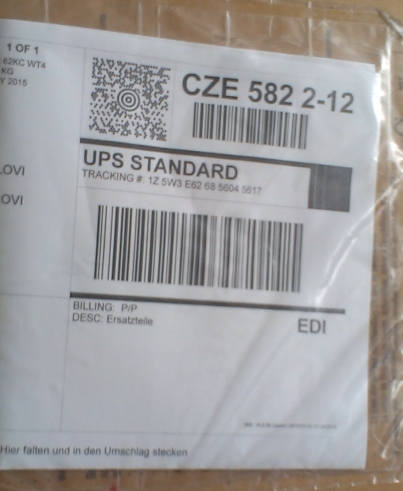 1 OF 1
62KC WT4
KG
Y 2015
CZE 582 2-12
UPS STANDARD
TRACKING #: 1Z 5W3 E62 68 5604 5617
LOVI
OVI
BILLING: P/P
DESC: Ersatzteile
EDI
Hier falten und in den Umschlag stecken